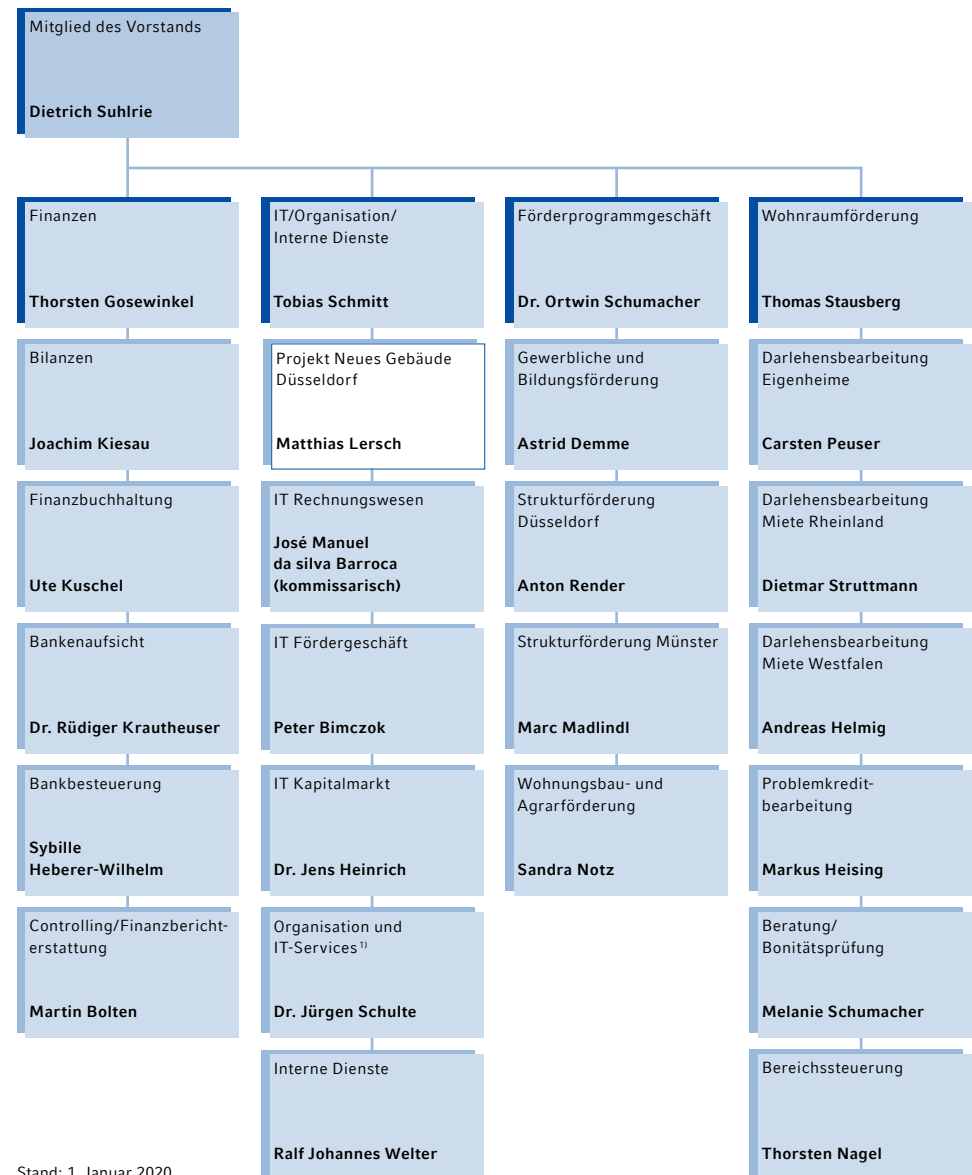 Mitglied des Vorstands
Dietrich Suhlrie
Finanzen
Thorsten Gosewinkel
Bilanzen
Joachim Kiesau
Finanzbuchhaltung
Ute Kuschel
Bankenaufsicht
Dr. Rüdiger Krautheuser
Bankbesteuerung
Sybille
Heberer-Wilhelm
Controlling/Finanzbericht-
erstattung
Martin Bolten
IT/Organisation/
Interne Dienste
Tobias Schmitt
Projekt Neues Gebäude
Düsseldorf
Matthias Lersch
IT Rechnungswesen
José Manuel
da silva Barroca
(kommissarisch)
IT Fördergeschäft
Peter Bimczok
IT Kapitalmarkt
Dr. Jens Heinrich
Organisation und
IT-Services 1)
Dr. Jürgen Schulte
Interne Dienste
Ralf Johannes Welter
Förderprogrammgeschäft
Dr. Ortwin Schumacher
Gewerbliche und
Bildungsförderung
Astrid Demme
Strukturförderung
Düsseldorf
Anton Render
Strukturförderung Münster
Marc Madlindl
Wohnungsbau- und
Agrarförderung
Sandra Notz
Wohnraumförderung
Thomas Stausberg
Darlehensbearbeitung
Eigenheime
Carsten Peuser
Darlehensbearbeitung
Miete Rheinland
Dietmar Struttmann
Darlehensbearbeitung
Miete Westfalen
Andreas Helmig
Problemkredit-
bearbeitung
Markus Heising
Beratung/
Bonitätsprüfung
Melanie Schumacher
Bereichssteuerung
Thorsten Nagel
Stand: 1. Januar 2020